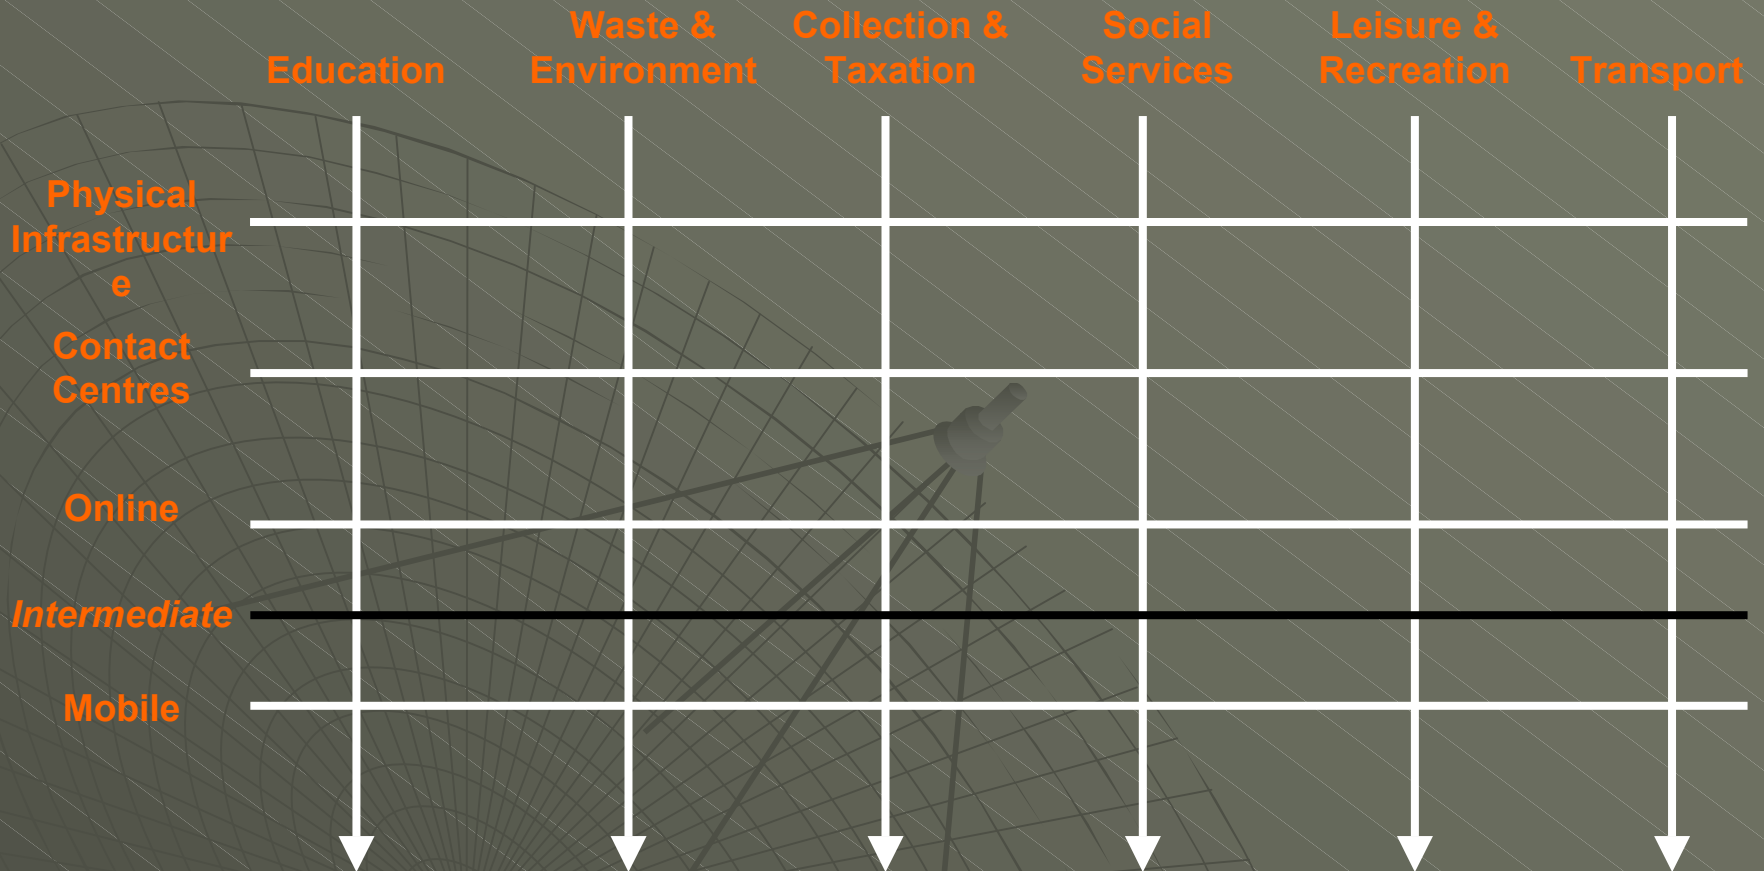 Education
Waste &
Environment
Collection &
Taxation
Social
Services
Leisure &
Recreation
Transport
Physical
Infrastructur
e
Contact
Centres
Online
Intermediate
Mobile